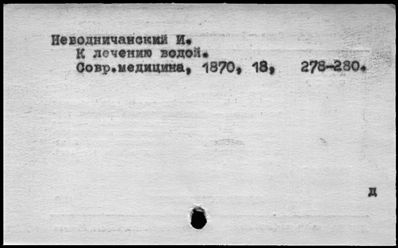 Неводничанский И.
К лечению водой.
Совр.медицина, 1870, 18, 278-280.
д